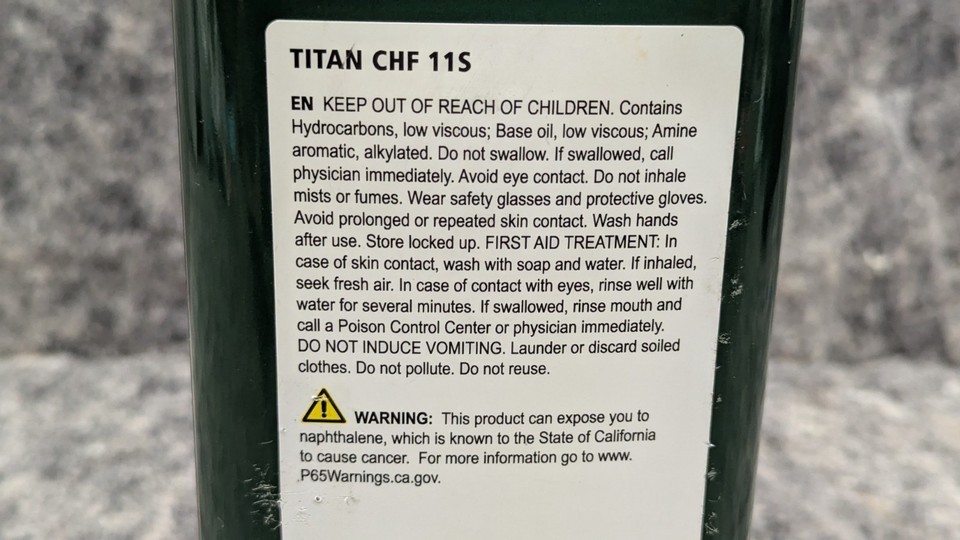 TITAN CHF 11S
EN KEEP OUT OF REACH OF CHILDREN. Contains
Hydrocarbons, low viscous; Base oil, low viscous; Amine
aromatic, alkylated. Do not swallow. If swallowed, call
physician immediately. Avoid eye contact. Do not inhale
mists or fumes. Wear safety glasses and protective gloves.
Avoid prolonged or repeated skin contact. Wash hands
after use. Store locked up. FIRST AID TREATMENT: In
case of skin contact, wash with soap and water. If inhaled,
seek fresh air. In case of contact with eyes, rinse well with
water for several minutes. If swallowed, rinse mouth and
call a Poison Control Center or physician immediately.
DO NOT INDUCE VOMITING. Launder or discard soiled
clothes. Do not pollute. Do not reuse.
WARNING: This product can expose you to
naphthalene, which is known to the State of California
to cause cancer. For more information go to www.
P65Warnings.ca.gov.